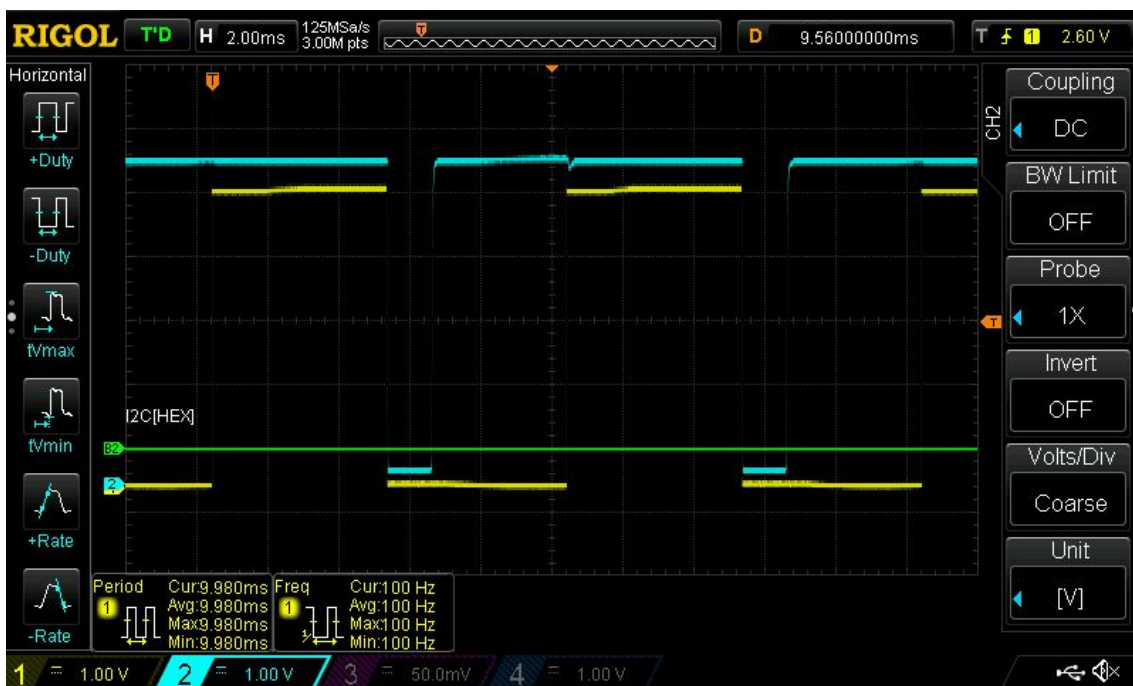 RIGOL T'D H 2.00ms 125MSa/s 3.00M pts T D 9.56000000ms T 1 2.60 V
Horizontal
+Duty
-Duty
tVmax
tVmin
+Rate
-Rate
T
T
I2C[HEX]
B2
2
CH2
Coupling
DC
BW Limit
OFF
Probe
1X
Invert
OFF
Volts/Div
Coarse
Unit
[V]
Period
1
Cur:9.980ms
Avg:9.980ms
Max:9.980ms
Min:9.980ms
Freq
1
Cur:100 Hz
Avg:100 Hz
Max:100 Hz
Min:100 Hz
1 = 1.00 V 2 = 1.00 V 3 = 50.0mV 4 = 1.00 V